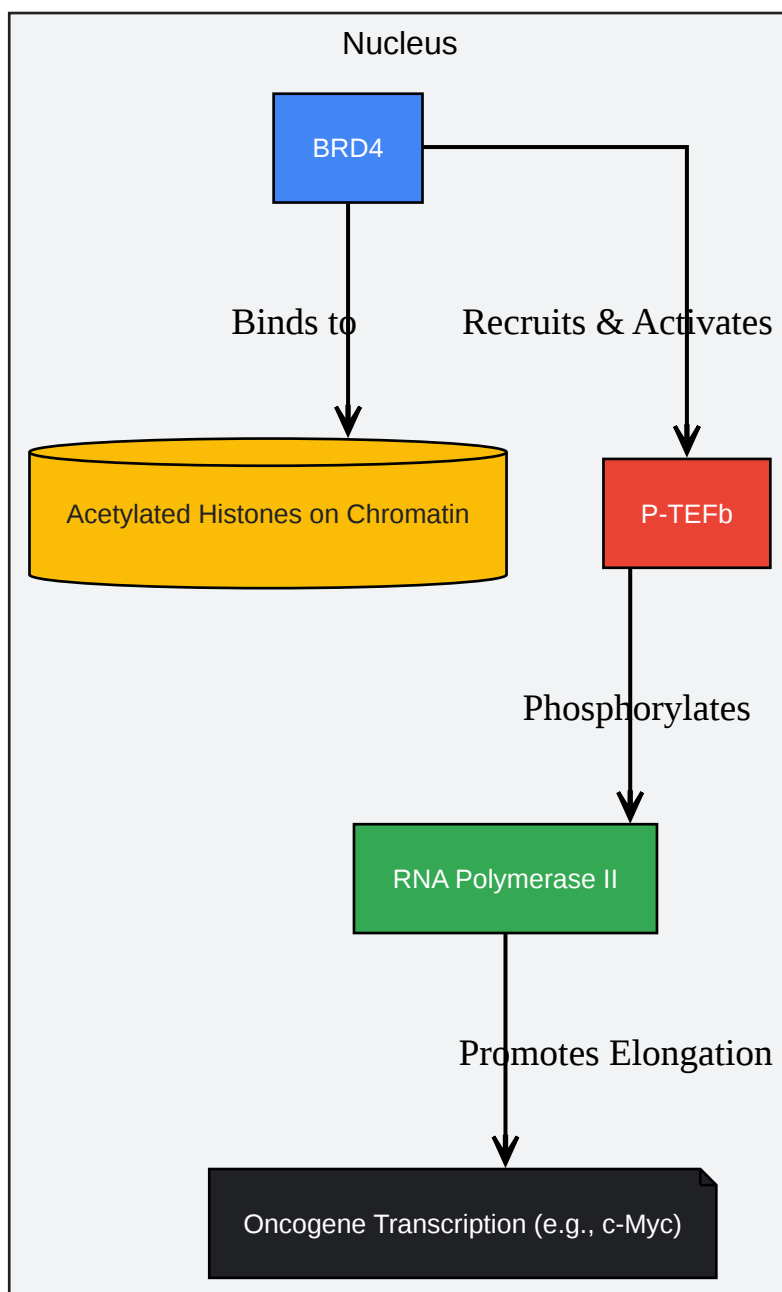 Nucleus
BRD4
Binds to
Recruits & Activates
Acetylated Histones on Chromatin
P-TEFb
Phosphorylates
RNA Polymerase II
Promotes Elongation
Oncogene Transcription (e.g., c-Myc)